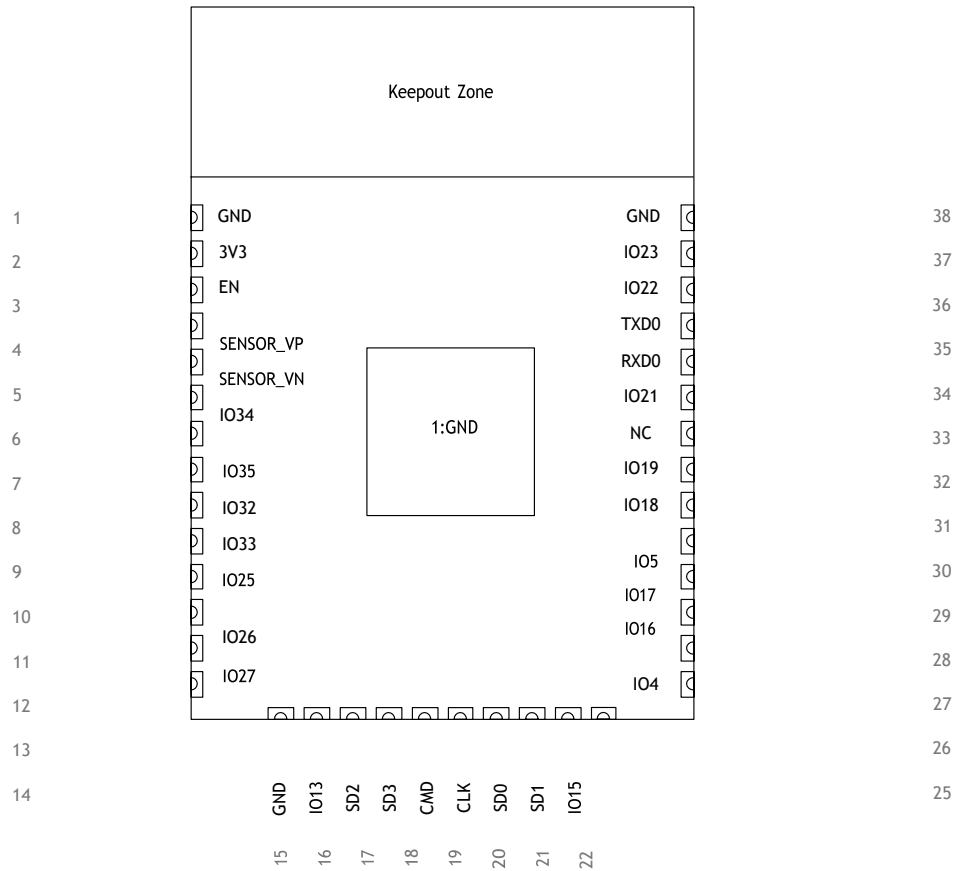 Keepout Zone
1 GND GND 38
2 3V3 IO23 37
3 EN IO22 36
TXD0
4 SENSOR_VP RXD0 35
5 SENSOR_VN IO21 34
6 IO34 1:GND NC 33
7 IO35 IO19 32
8 IO32 IO18 31
9 IO33 IO5 30
10 IO25 IO17 29
11 IO26 IO16 28
12 IO27 IO4 27
13 26
14 25
GND IO13 SD2 SD3 CMD CLK SD0 SD1 IO15
15 16 17 18 19 20 21 22